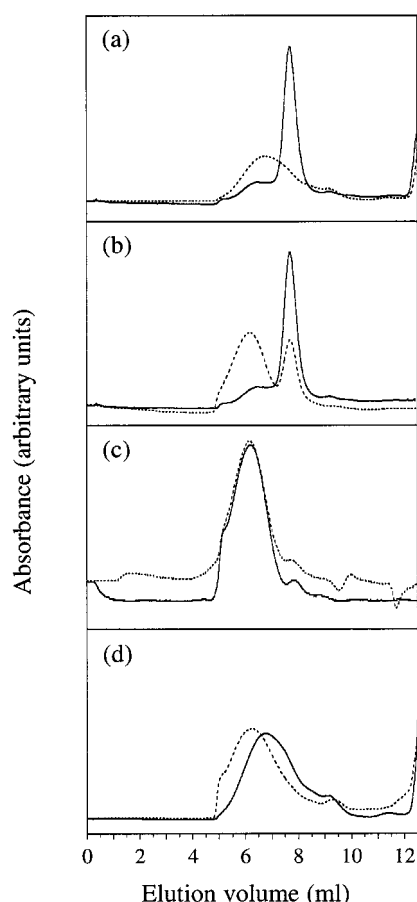 (a)
(b)
(c)
(d)
Absorbance (arbitrary units)
0 2 4 6 8 10 12
Elution volume (ml)